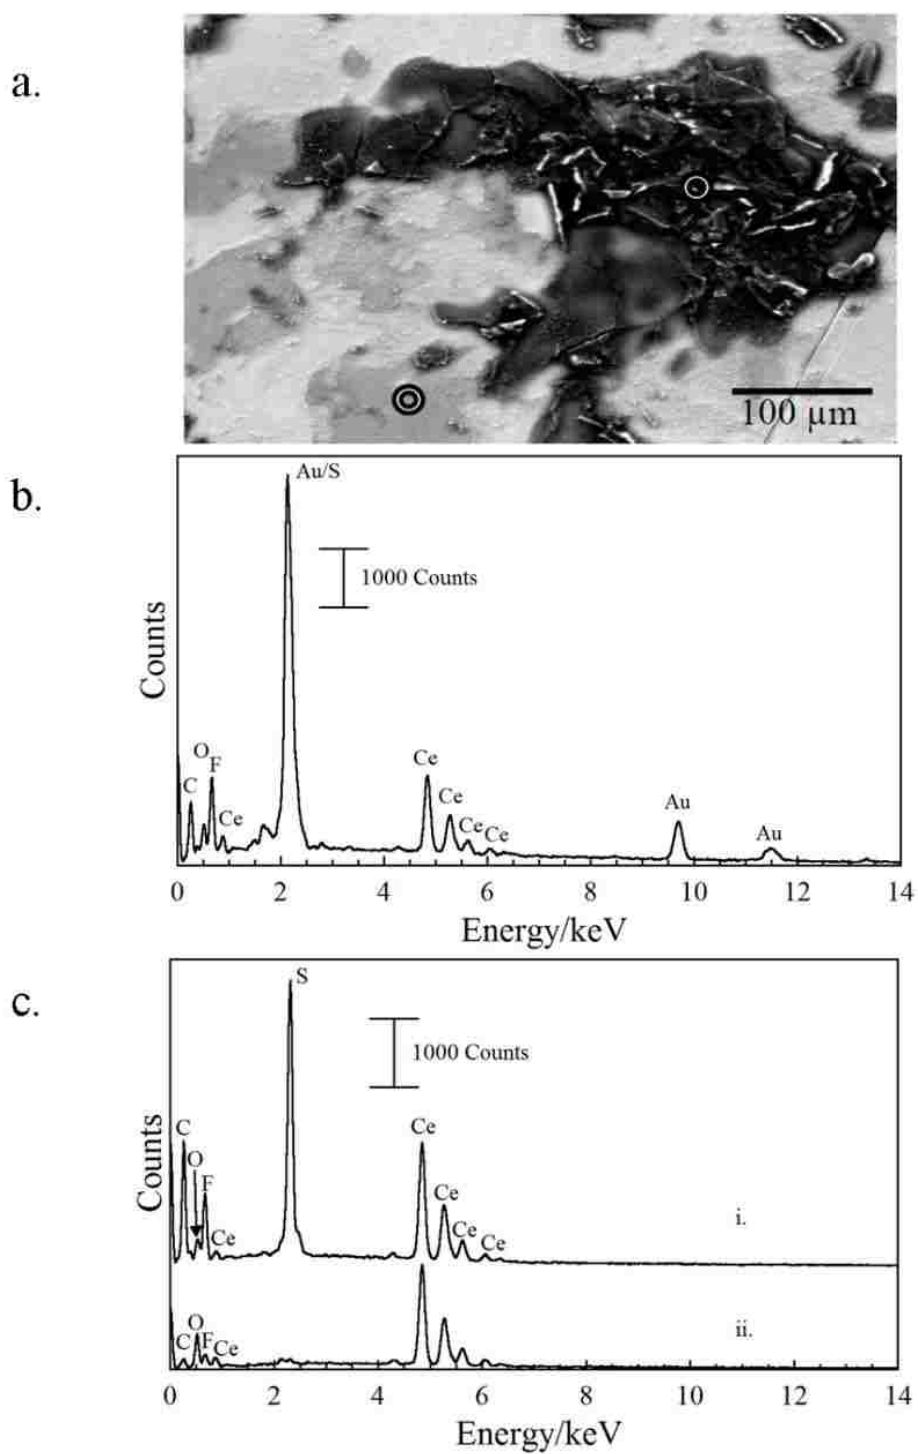 a.
100 µm
b.
Au/S
1000 Counts
Counts
O
F
C
Ce
Ce
Ce
Ce
Ce
Au
Au
0 2 4 6 8 10 12 14
Energy/keV
c.
S
1000 Counts
Counts
C
O
F
Ce
Ce
Ce
Ce
Ce
i.
C
O
F
Ce
ii.
0 2 4 6 8 10 12 14
Energy/keV